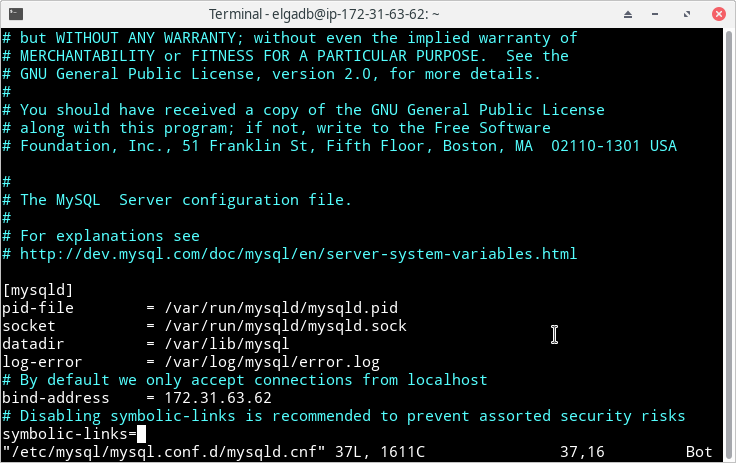 Terminal - elgadb@ip-172-31-63-62: ~
# but WITHOUT ANY WARRANTY; without even the implied warranty of
# MERCHANTABILITY or FITNESS FOR A PARTICULAR PURPOSE.  See the
# GNU General Public License, version 2.0, for more details.
#
# You should have received a copy of the GNU General Public License
# along with this program; if not, write to the Free Software
# Foundation, Inc., 51 Franklin St, Fifth Floor, Boston, MA  02110-1301 USA
#
# The MySQL  Server configuration file.
#
# For explanations see
# http://dev.mysql.com/doc/mysql/en/server-system-variables.html
[mysqld]
pid-file        = /var/run/mysqld/mysqld.pid
socket          = /var/run/mysqld/mysqld.sock
datadir         = /var/lib/mysql
log-error       = /var/log/mysql/error.log
# By default we only accept connections from localhost
bind-address    = 172.31.63.62
# Disabling symbolic-links is recommended to prevent assorted security risks
symbolic-links=
"/etc/mysql/mysql.conf.d/mysqld.cnf" 37L, 1611C               37,16         Bot